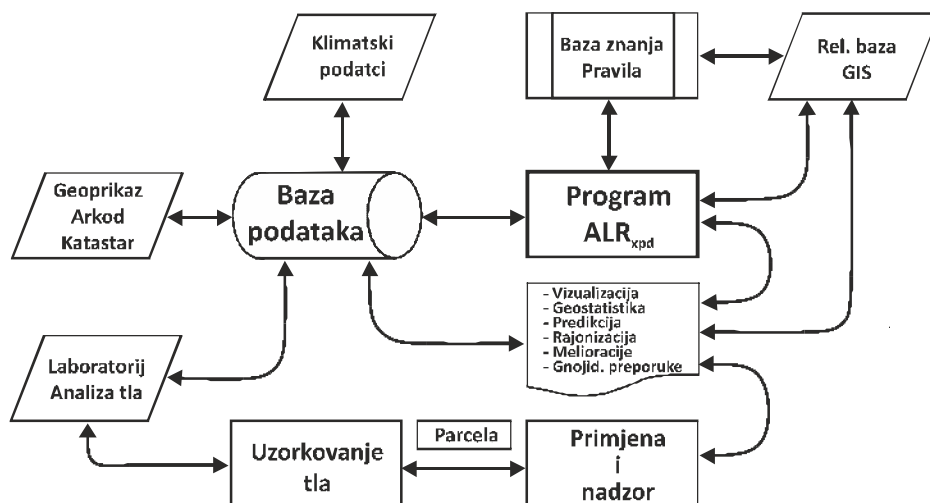 Klimatski
podatci
Baza znanja
Pravila
Rel. baza
GIS
Geoprikaz
Arkod
Katastar
Baza
podataka
Program
ALRxpd
- Vizualizacija
- Geostatistika
- Predikcija
- Rajonizacija
- Melioracije
- Gnojid. preporuke
Laboratorij
Analiza tla
Uzorkovanje
tla
Parcela
Primjena
i
nadzor